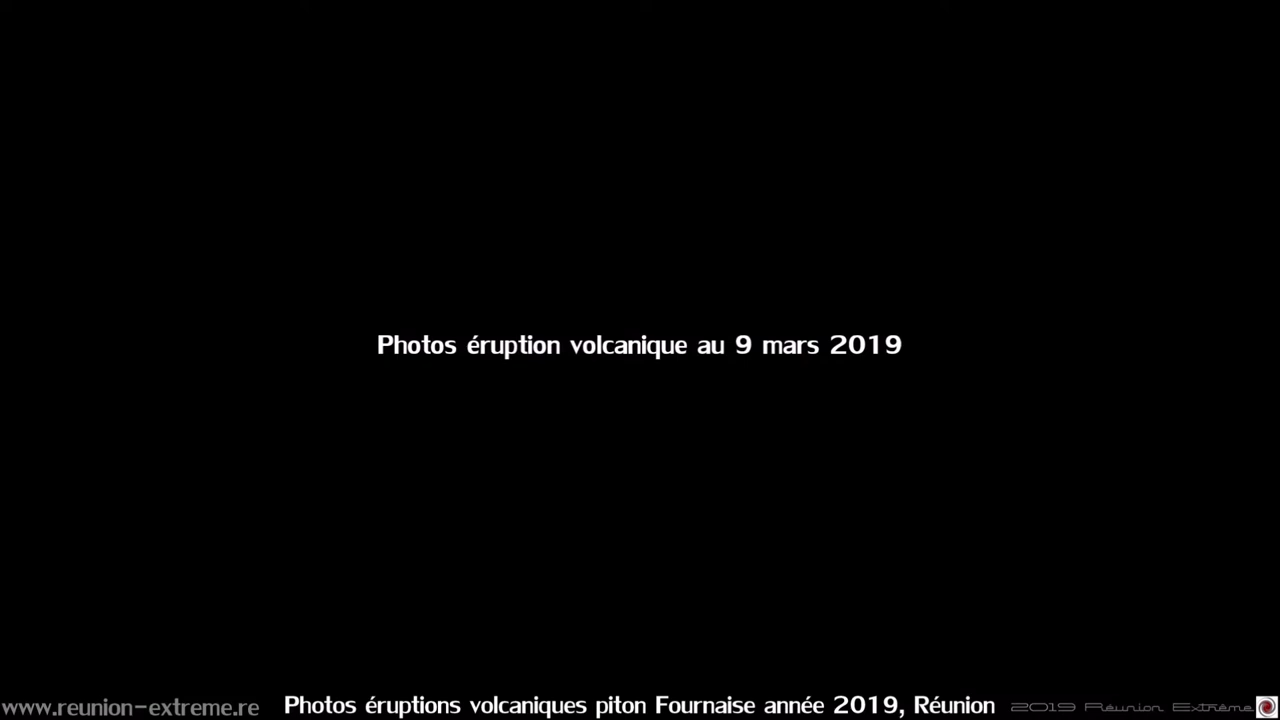 Photos éruption volcanique au 9 mars 2019
www.reunion-extreme.re Photos éruptions volcaniques piton Fournaise année 2019, Réunion 2019 Réunion Extrême